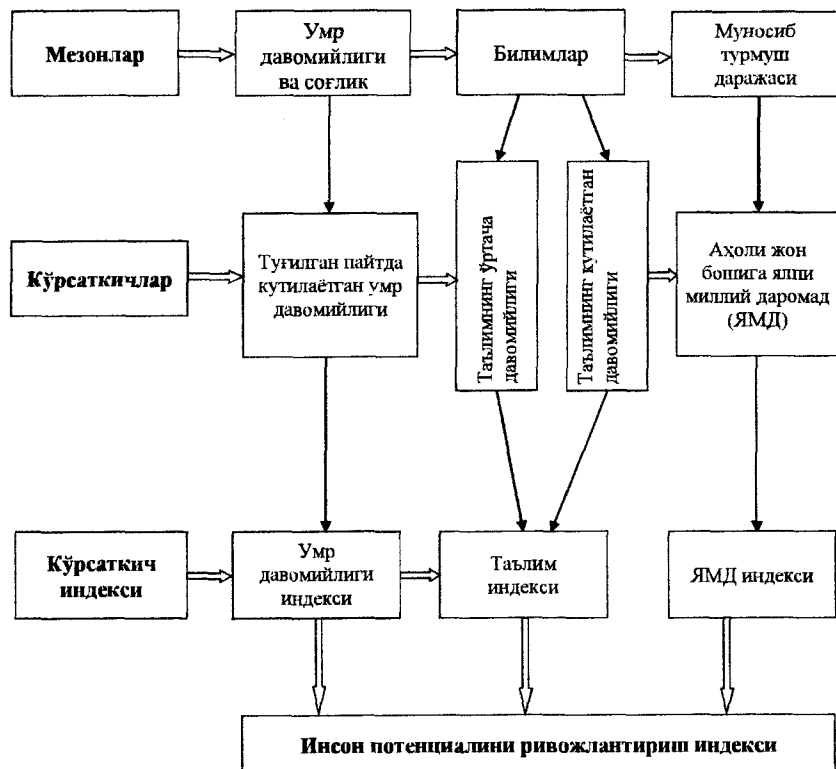 Мезонлар
Умр
давомийлиги
ва соғлик
Билимлар
Муносиб
турмуш
даражаси
Кўрсаткичлар
Туғилган пайтда
кутилаётган умр
давомийлиги
Таълимнинг ўртача
давомийлиги
Таълимнинг кутилаётган
давомийлиги
Аҳоли жон
бошига ялпи
миллий даромад
(ЯМД)
Кўрсаткич
индекси
Умр
давомийлиги
индекси
Таълим
индекси
ЯМД индекси
Инсон потенциалини ривожлантириш индекси